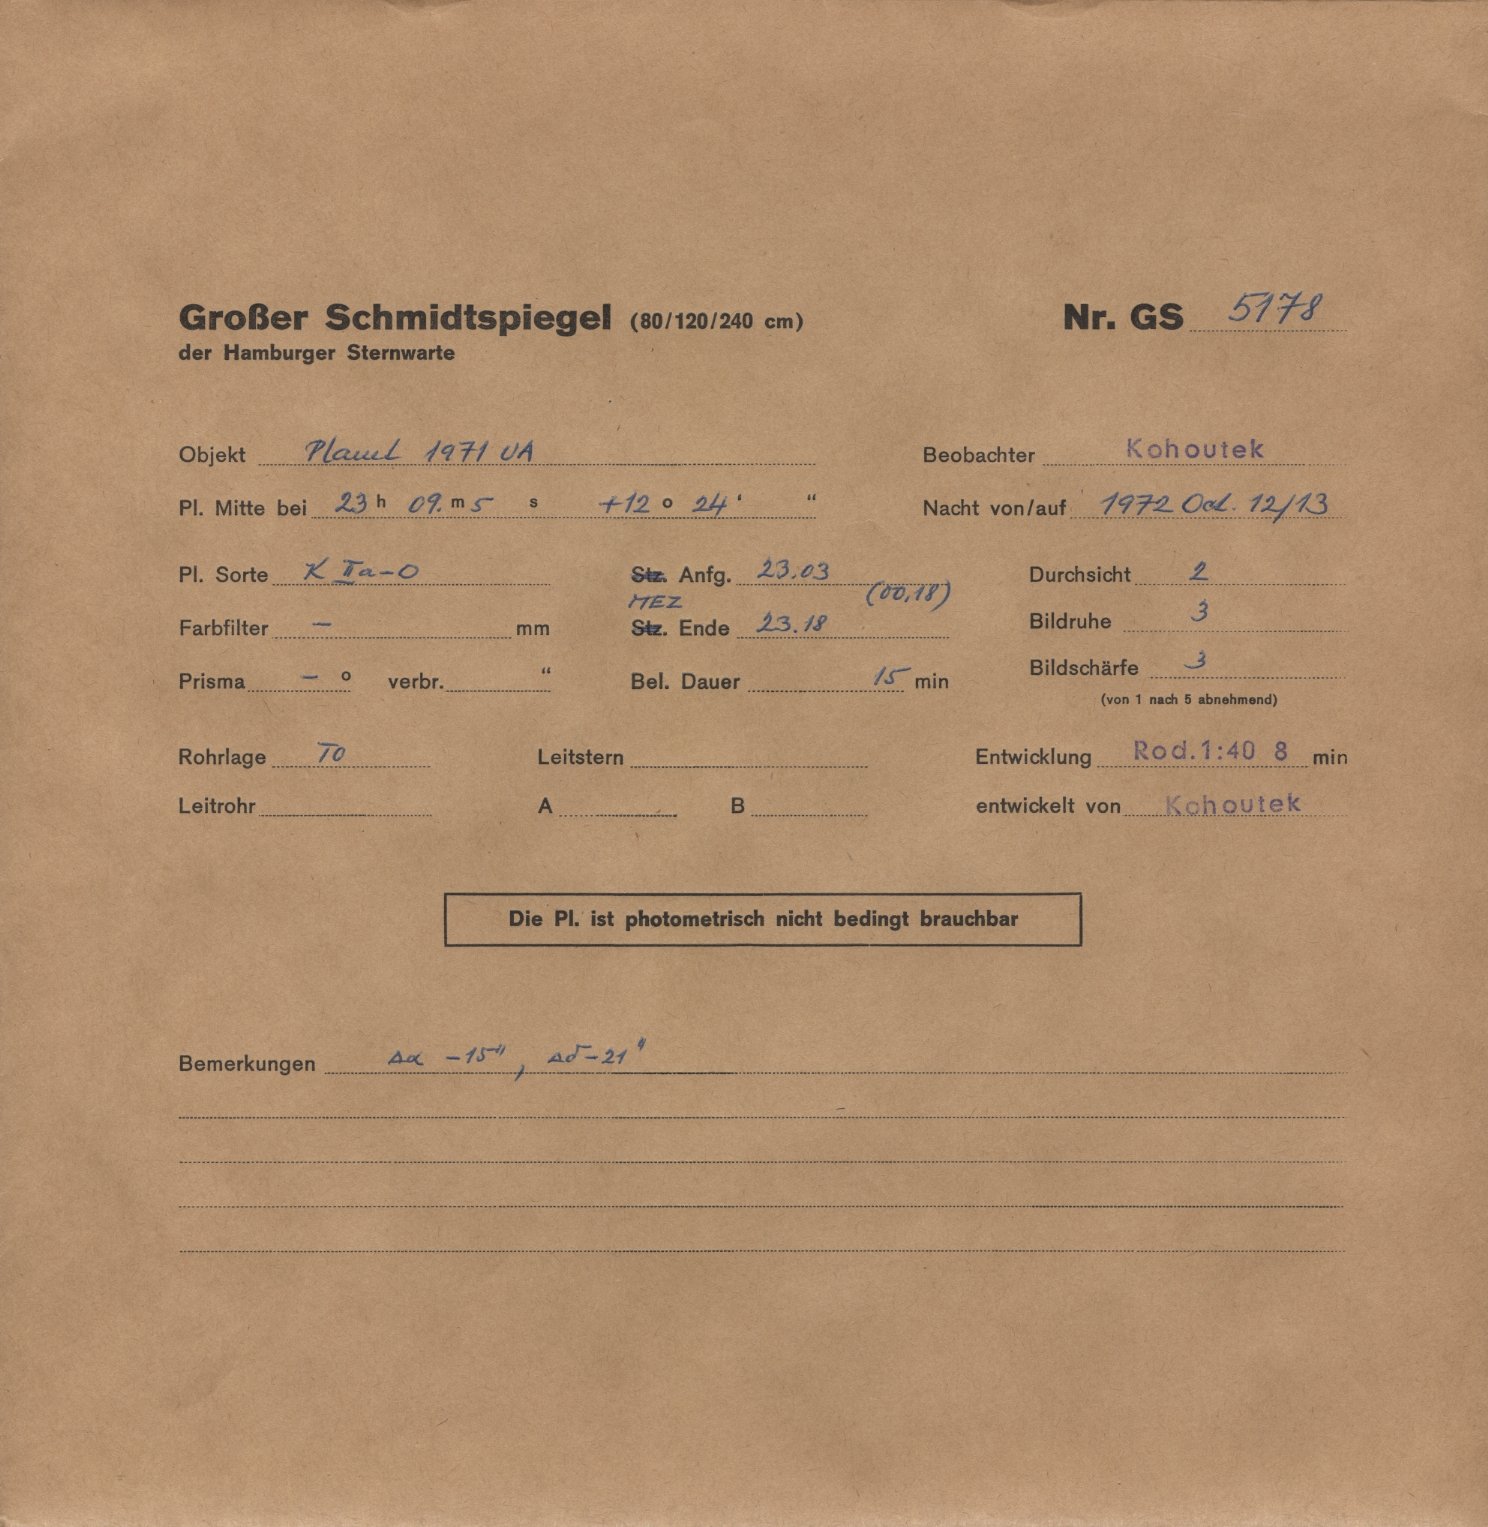 Großer Schmidtspiegel (80/120/240 cm) Nr. GS 5178
der Hamburger Sternwarte
Objekt Planet 1971 UA Beobachter Kohoutek
Pl. Mitte bei 23 h 09. m 5 s +12 o 24 ' “ Nacht von/auf 1972 Oct. 12/13
Pl. Sorte K IIa-O Stz. Anfg. 23.03 Durchsicht 2
MEZ (00,18)
Farbfilter – mm Stz. Ende 23.18 Bildruhe 3
Prisma – o verbr. “ Bel. Dauer 15 min Bildschärfe 3
(von 1 nach 5 abnehmend)
Rohrlage TO Leitstern Entwicklung Rod.1:40 8 min
Leitrohr A B entwickelt von Kohoutek
Die Pl. ist photometrisch nicht bedingt brauchbar
Bemerkungen Δα -15", Δδ-21"